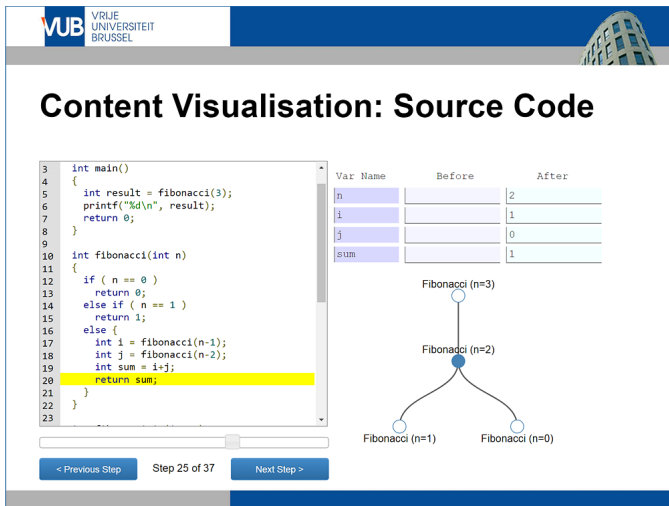 VUB
VRIJE
UNIVERSITEIT
BRUSSEL
Content Visualisation: Source Code
3 int main()
4 {
5 int result = fibonacci(3);
6 printf("%d\n", result);
7 return 0;
8 }
9
10 int fibonacci(int n)
11 {
12 if ( n == 0 )
13 return 0;
14 else if ( n == 1 )
15 return 1;
16 else {
17 int i = fibonacci(n-1);
18 int j = fibonacci(n-2);
19 int sum = i+j;
20 return sum;
21 }
22 }
23
Var Name Before After
n 2
i 1
j 0
sum 1
Fibonacci (n=3)
Fibonacci (n=2)
Fibonacci (n=1) Fibonacci (n=0)
< Previous Step Step 25 of 37 Next Step >